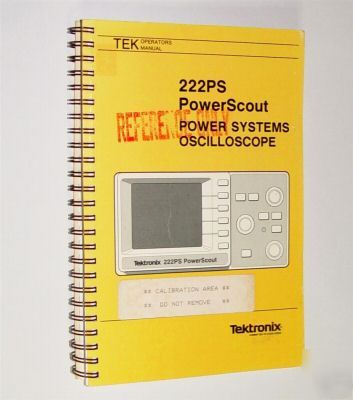 TEK OPERATORS
MANUAL
222PS
PowerScout
REFERENCE ONLY
POWER SYSTEMS
OSCILLOSCOPE
Tektronix 222PS PowerScout
** CALIBRATION AREA **
** DO NOT REMOVE **
Tektronix